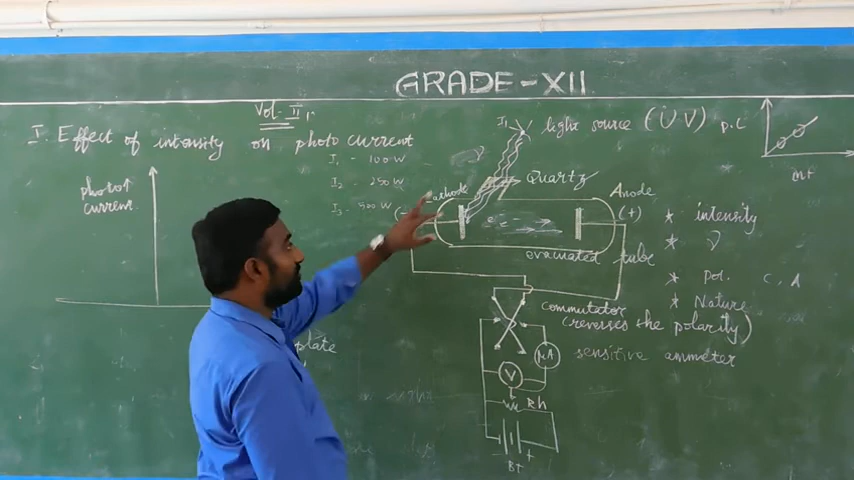 GRADE-XII
Vol-II
I. Effect of intensity on photo current
I₁ - 100 W
I₂ - 250 W
I₃ - 500 W
photo
current
I₁
light source (UV)
p.c
int
Quartz
Cathode
Anode
(-)
(+)
evacuated tube
* intensity
* ν
* pot. C, A
* Nature
commutator
(reverses the polarity)
μA
sensitive ammeter
V
Rh
- Bt +
plate